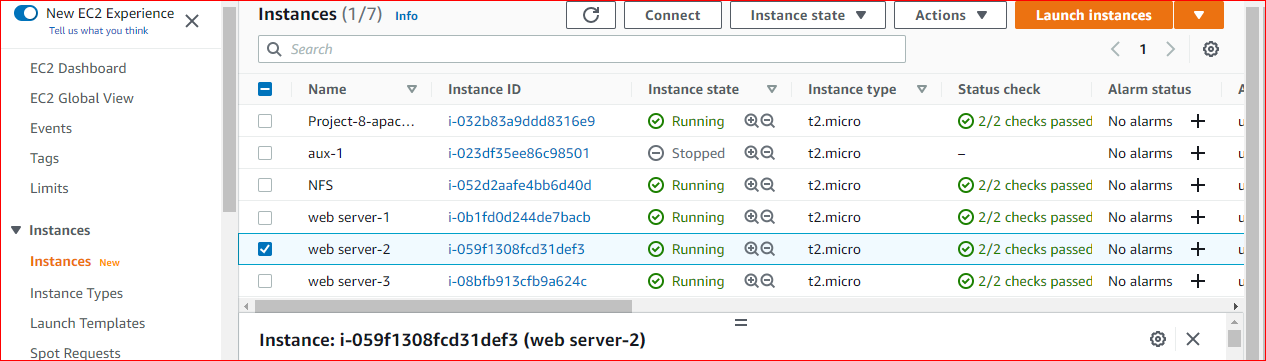 New EC2 Experience
Tell us what you think
EC2 Dashboard
EC2 Global View
Events
Tags
Limits
Instances
Instances New
Instance Types
Launch Templates
Spot Requests
Instances (1/7) Info
Connect
Instance state
Actions
Launch instances
Search
1
Name Instance ID Instance state Instance type Status check Alarm status A
Project-8-apac... i-032b83a9ddd8316e9 Running t2.micro 2/2 checks passed No alarms u
aux-1 i-023df35ee86c98501 Stopped t2.micro – No alarms u
NFS i-052d2aafe4bb6d40d Running t2.micro 2/2 checks passed No alarms u
web server-1 i-0b1fd0d244de7bacb Running t2.micro 2/2 checks passed No alarms u
web server-2 i-059f1308fcd31def3 Running t2.micro 2/2 checks passed No alarms u
web server-3 i-08bfb913cfb9a624c Running t2.micro 2/2 checks passed No alarms u
Instance: i-059f1308fcd31def3 (web server-2)